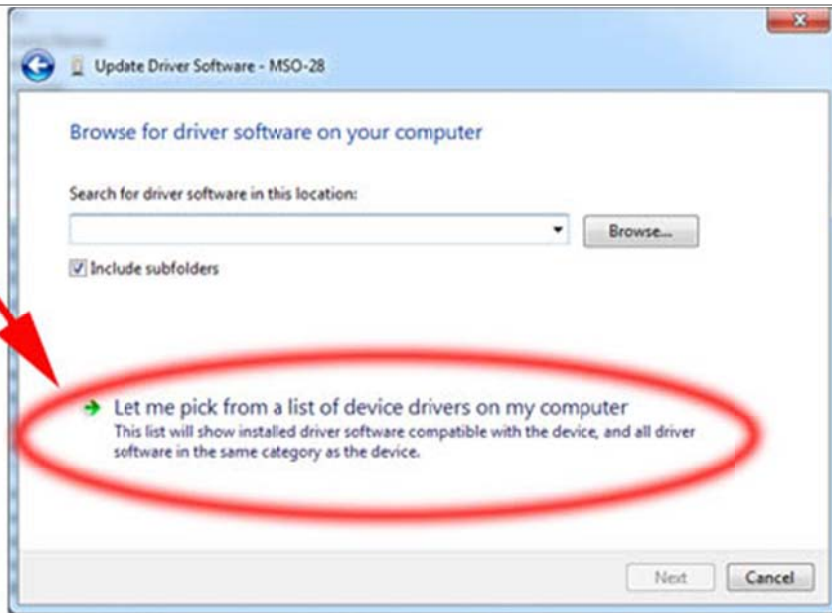 Update Driver Software - MSO-28
Browse for driver software on your computer
Search for driver software in this location:
Browse...
Include subfolders
Let me pick from a list of device drivers on my computer
This list will show installed driver software compatible with the device, and all driver
software in the same category as the device.
Next
Cancel